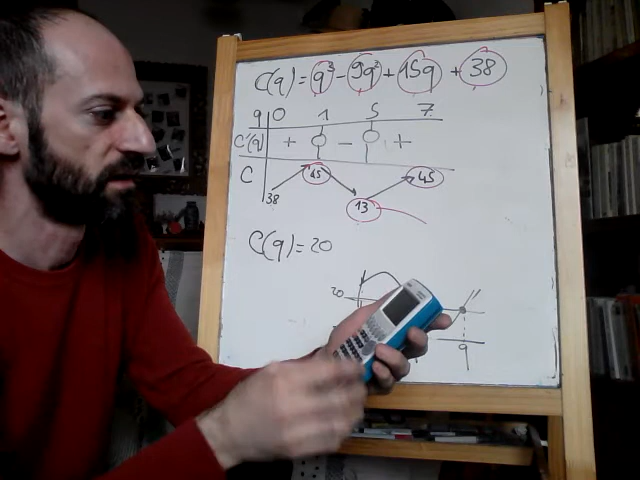 C(q) = q³ - 9q² + 15q + 38
q 0 1 5 7
C'(q) + 0 - 0 +
C 38 45 13 45
C(q) = 20
20
q